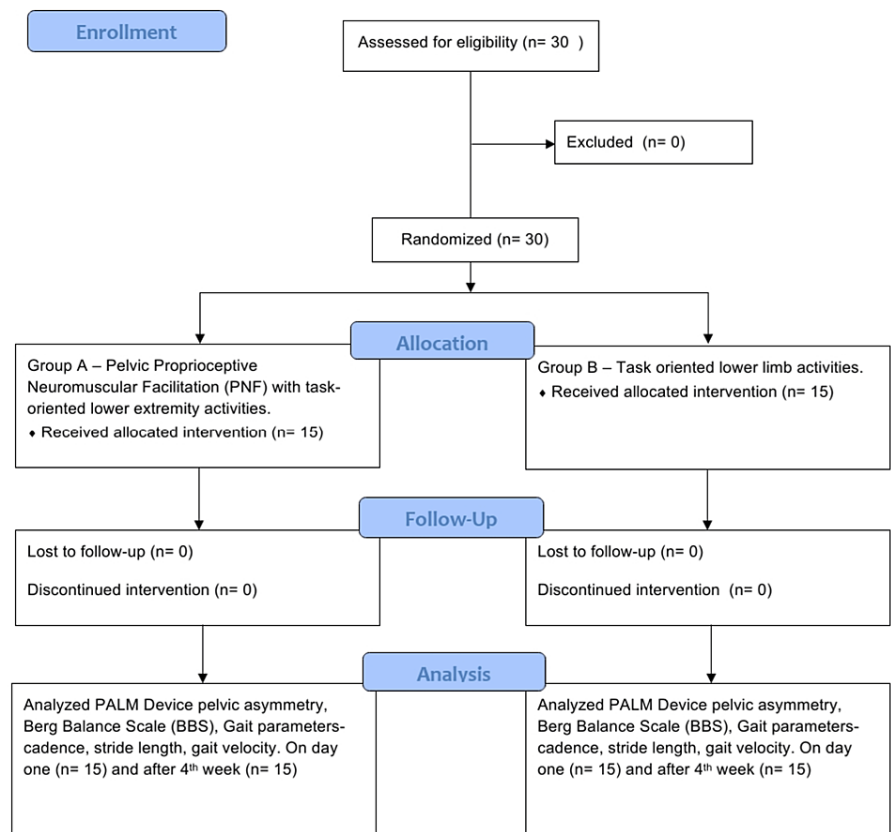 Enrollment
Assessed for eligibility (n= 30 )
Excluded (n= 0)
Randomized (n= 30)
Allocation
Group A – Pelvic Proprioceptive
Neuromuscular Facilitation (PNF) with task-
oriented lower extremity activities.
♦ Received allocated intervention (n= 15)
Group B – Task oriented lower limb activities.
♦ Received allocated intervention (n= 15)
Follow-Up
Lost to follow-up (n= 0)
Discontinued intervention (n= 0)
Lost to follow-up (n= 0)
Discontinued intervention (n= 0)
Analysis
Analyzed PALM Device pelvic asymmetry,
Berg Balance Scale (BBS), Gait parameters-
cadence, stride length, gait velocity. On day
one (n= 15) and after 4th week (n= 15)
Analyzed PALM Device pelvic asymmetry,
Berg Balance Scale (BBS), Gait parameters-
cadence, stride length, gait velocity. On day
one (n= 15) and after 4th week (n= 15)